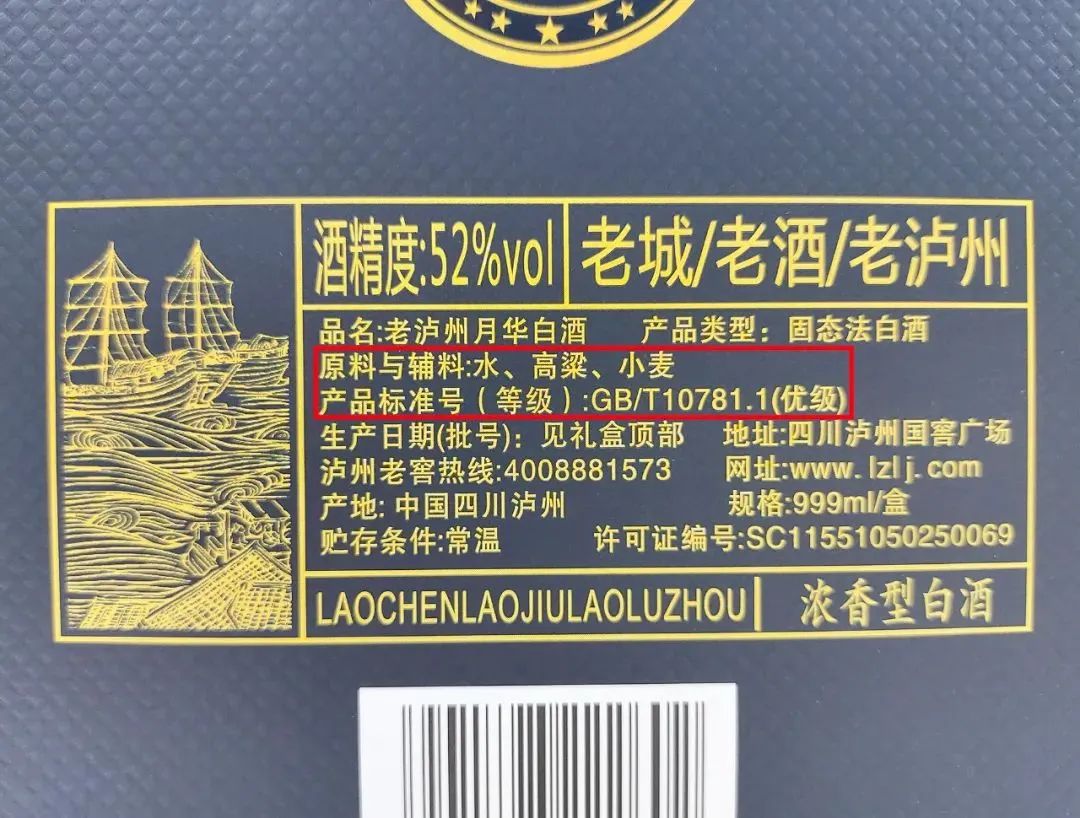 酒精度:52%vol
老城/老酒/老泸州
品名:老泸州月华白酒 产品类型：固态法白酒
原料与辅料:水、高粱、小麦
产品标准号（等级）:GB/T10781.1(优级)
生产日期(批号)：见礼盒顶部 地址:四川泸州国窖广场
泸州老窖热线:4008881573 网址:www.lzlj.com
产地: 中国四川泸州 规格:999ml/盒
贮存条件:常温 许可证编号:SC11551050250069
LAOCHENLAOJIULAOLUZHOU
浓香型白酒